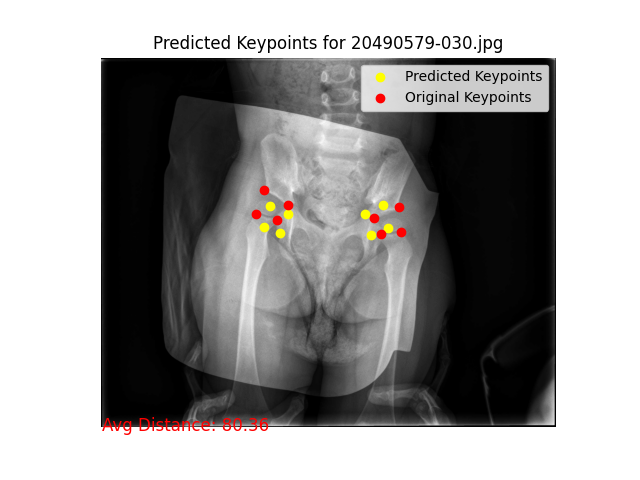 Predicted Keypoints for 20490579-030.jpg
Predicted Keypoints
Original Keypoints
Avg Distance: 80.36